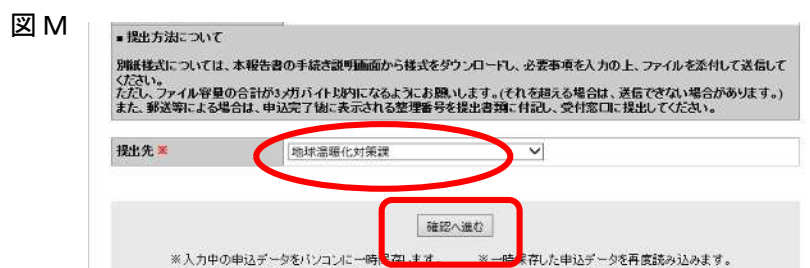 図 M
■ 提出方法について
別紙様式については、本報告書の手続き説明画面から様式をダウンロードし、必要事項を入力の上、ファイルを添付して送信して
ください。
ただし、ファイル容量の合計が3メガバイト以内になるようにお願いします。(それを超える場合は、送信できない場合があります。)
また、郵送等による場合は、申込完了後に表示される整理番号を提出書類に付記し、受付窓口に提出してください。
提出先 ※
地球温暖化対策課
確認へ進む
※入力中の申込データをパソコンに一時保存します。 ※一時保存した申込データを再度読み込みます。